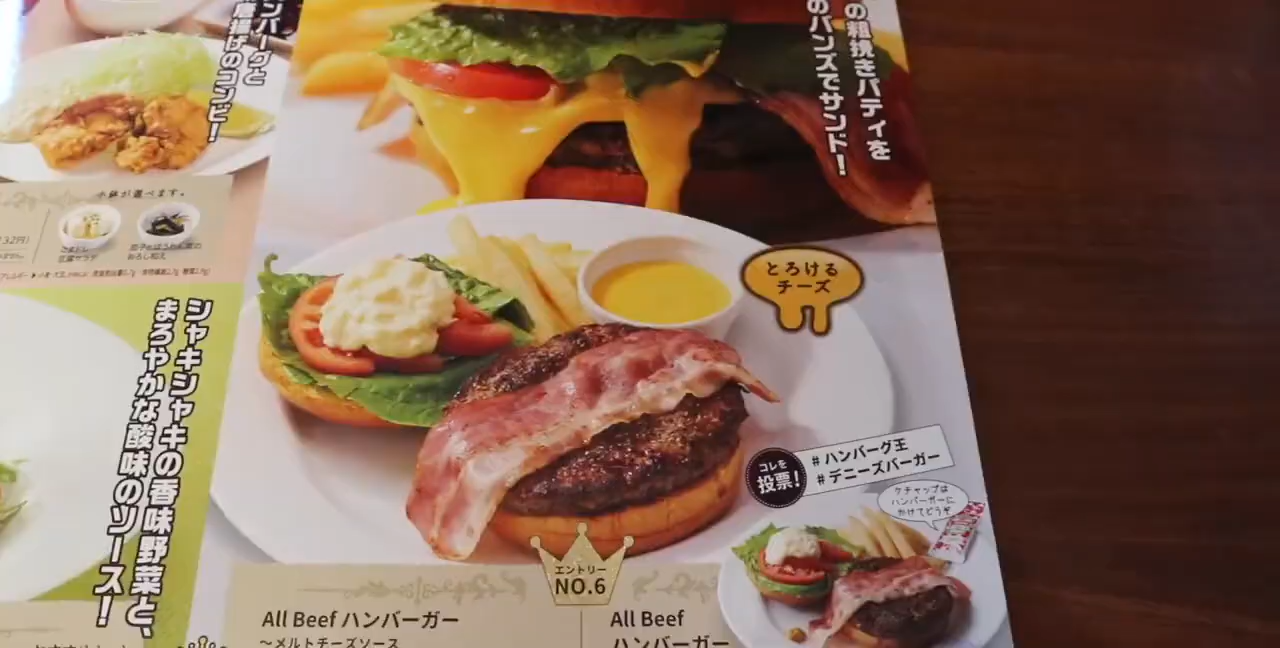 ンバーグと
唐揚げのコンビ！
の粗挽きパティを
のバンズでサンド！
小鉢が選べます。
32円)
とろける
チーズ
シャキシャキの香味野菜と、
まろやかな酸味のソース！
コレを
投票！
#ハンバーグ王
#デニーズバーガー
ケチャップは
ハンバーガーに
かけてどうぞ
エントリー
NO.6
All Beef ハンバーガー
〜メルトチーズソース
All Beef
ハンバーガー